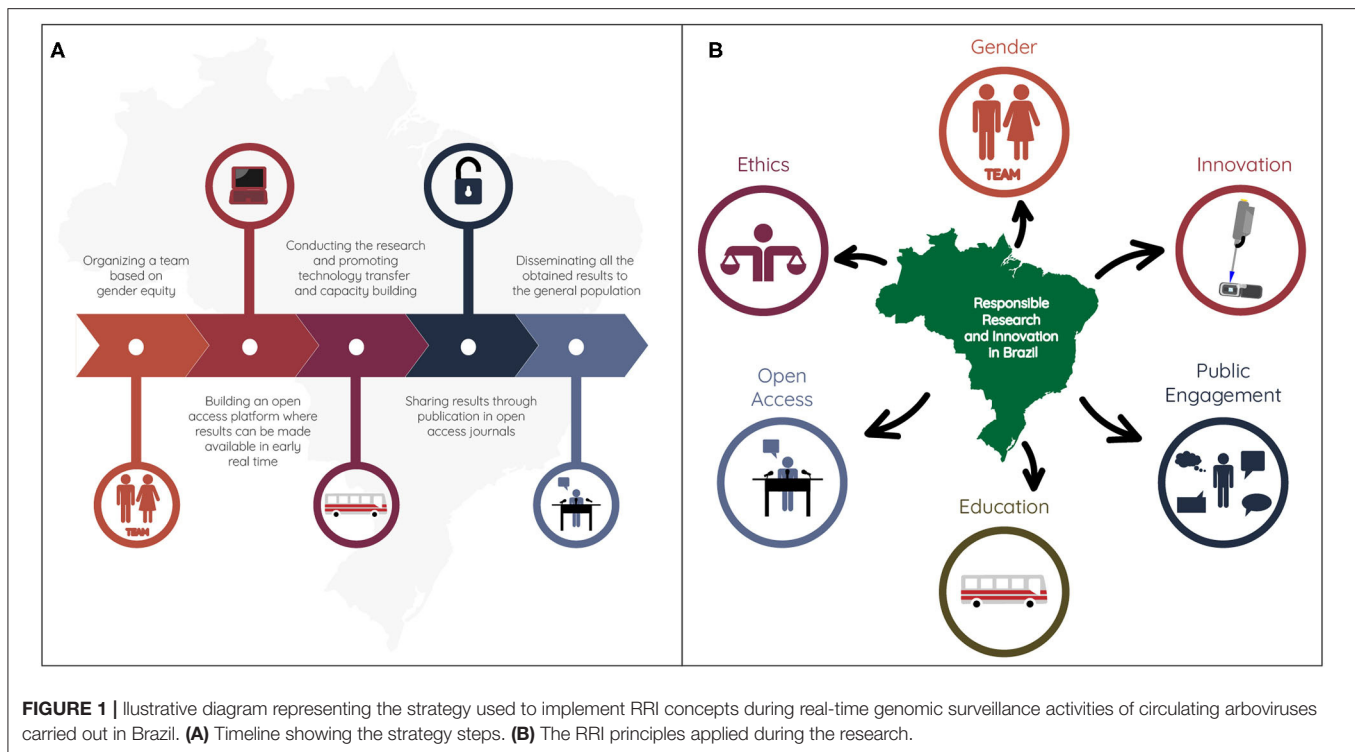 A
Organizing a team
based on
gender equity
Conducting the research
and promoting
technology transfer
and capacity building
Disseminating all the
obtained results to
the general population
Building an open
access platform where
results can be made
available in early
real time
Sharing results through
publication in open
access journals
TEAM
B
Gender
TEAM
Ethics
Innovation
Responsible
Research
and Innovation
in Brazil
Open
Access
Public
Engagement
Education
FIGURE 1 | Ilustrative diagram representing the strategy used to implement RRI concepts during real-time genomic surveillance activities of circulating arboviruses
carried out in Brazil. (A) Timeline showing the strategy steps. (B) The RRI principles applied during the research.